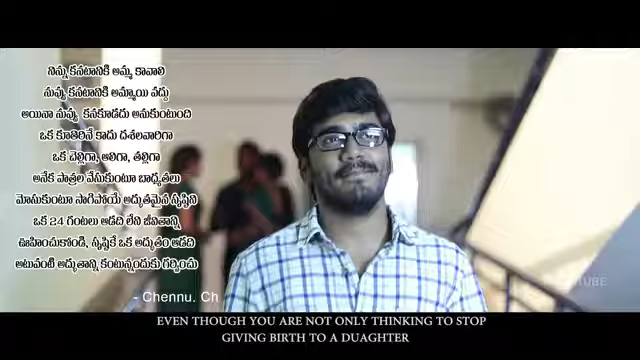 నిన్ను కనటానికి అమ్మ కావాలి
నువ్వు కనటానికి అమ్మాయి వద్దు
అయినా నువ్వు కనకూడదు అనుకుంటుంది
ఒక కూతురినే కాదు దశలవారిగా
ఒక చెల్లిగా, ఆలిగా, తల్లిగా
అనేక పాత్రల వేసుకుంటూ బాధ్యతలు
మోసుకుంటూ సాగిపోయే అద్భుతమైన సృష్టిని
ఒక 24 గంటలు ఆడది లేని జీవితాన్ని
ఊహించుకోండి, సృష్టికే ఒక అద్భుతం ఆడది
అటువంటి అద్భుతాన్ని కంటున్నందుకు గర్వించు
- Chennu. Ch
UBE
EVEN THOUGH YOU ARE NOT ONLY THINKING TO STOP
GIVING BIRTH TO A DUAGHTER